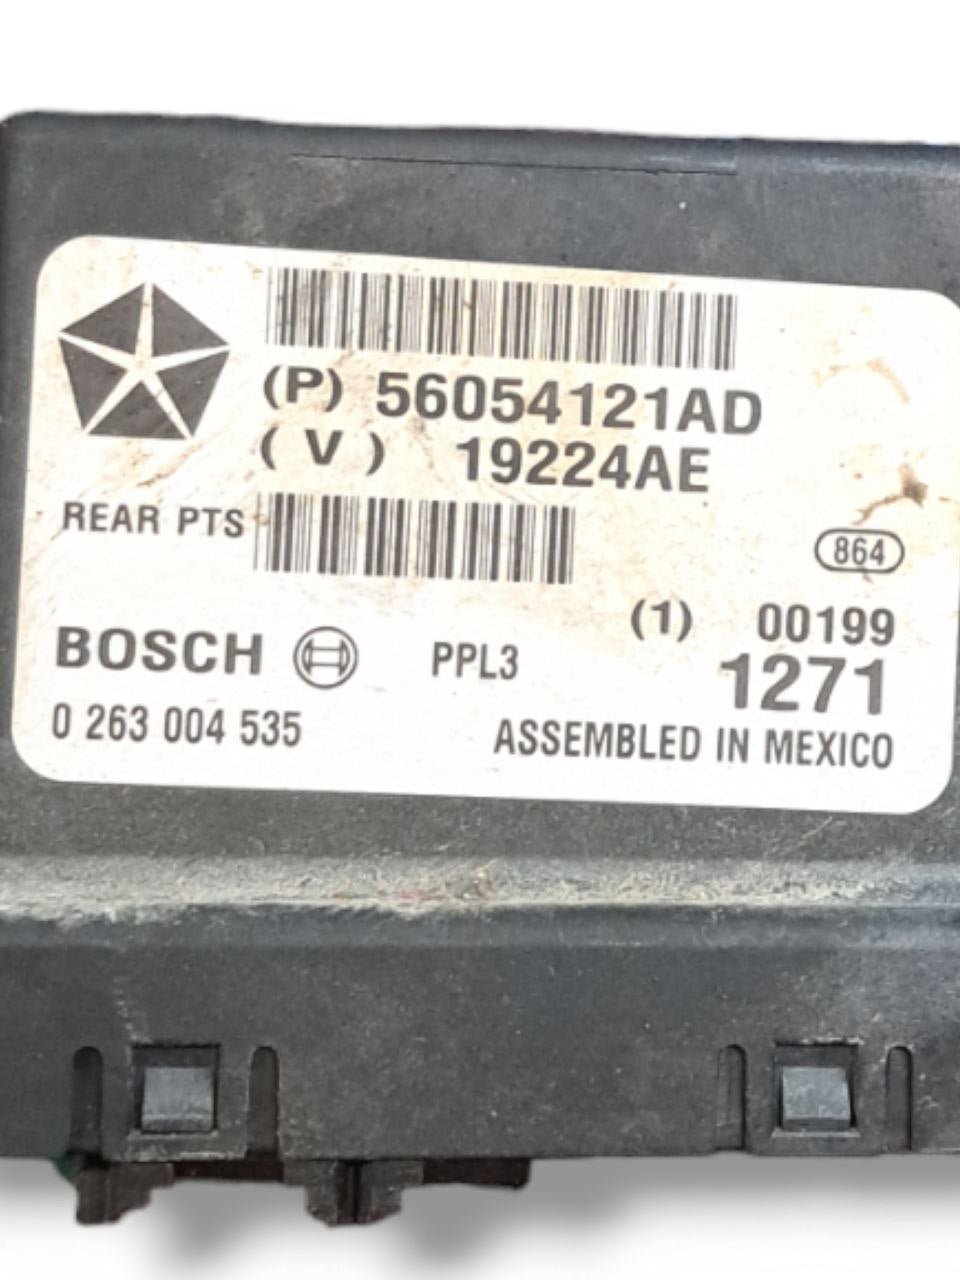 (P) 56054121AD
(V) 19224AE
REAR PTS
864
(1) 00199
BOSCH PPL3 1271
0 263 004 535 ASSEMBLED IN MEXICO